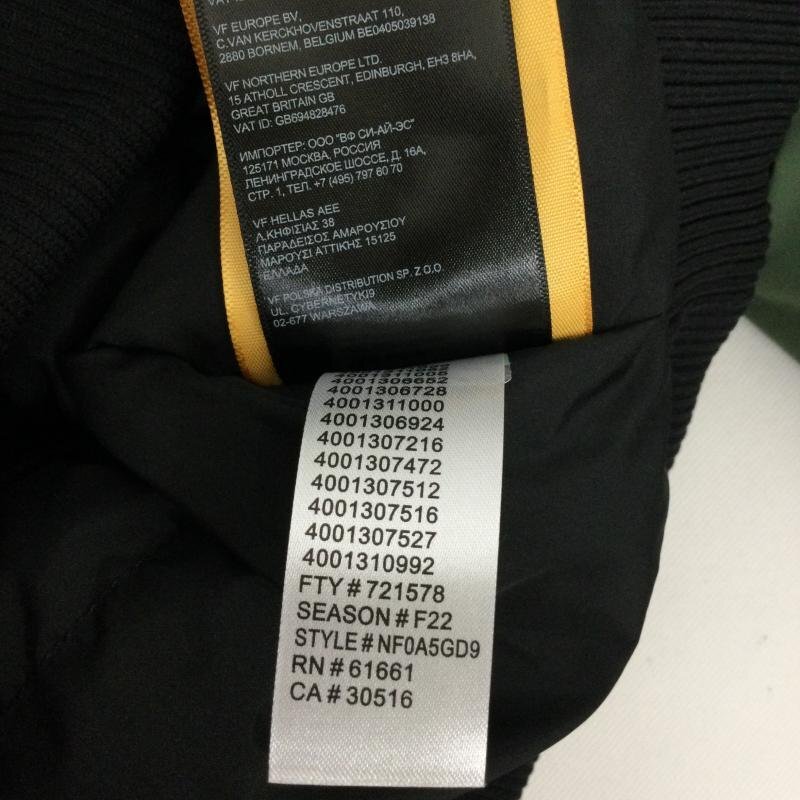 VF EUROPE BV,
C.VAN KERCKHOVENSTRAAT 110,
2880 BORNEM, BELGIUM BE0405039138
VF NORTHERN EUROPE LTD.
15 ATHOLL CRESCENT, EDINBURGH, EH3 8HA,
GREAT BRITAIN GB
VAT ID: GB694828476
ИМПОРТЕР: ООО "ВФ СИ-АЙ-ЭС"
125171 МОСКВА, РОССИЯ
ЛЕНИНГРАДСКОЕ ШОССЕ, Д. 16А,
СТР. 1, ТЕЛ. +7 (495) 797 60 70
VF HELLAS AEE
Λ.ΚΗΦΙΣΙΑΣ 38
ΠΑΡΑΔΕΙΣΟΣ ΑΜΑΡΟΥΣΙΟΥ
ΜΑΡΟΥΣΙ ΑΤΤΙΚΗΣ 15125
ΕΛΛΑΔΑ
VF POLSKA DISTRIBUTION SP. Z O.O.
UL. CYBERNETYKI9
02-677 WARSZAWA
4001306652
4001306728
4001311000
4001306924
4001307216
4001307472
4001307512
4001307516
4001307527
4001310992
FTY # 721578
SEASON # F22
STYLE # NF0A5GD9
RN # 61661
CA # 30516